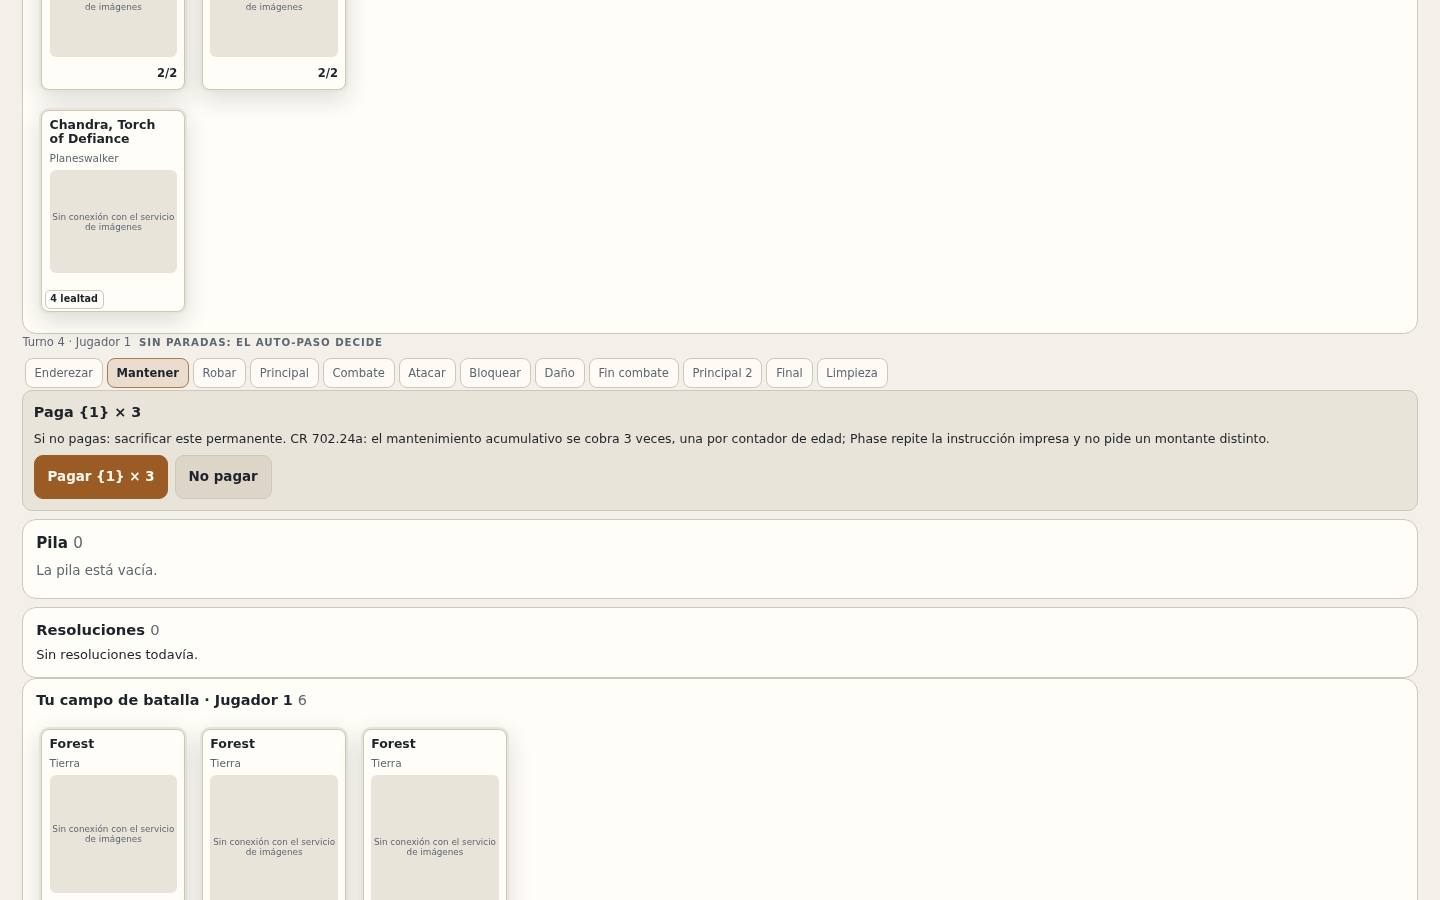 de imágenes
de imágenes
2/2
2/2
Chandra, Torch
of Defiance
Planeswalker
Sin conexión con el servicio
de imágenes
4 lealtad
Turno 4 · Jugador 1 SIN PARADAS: EL AUTO-PASO DECIDE
Enderezar Mantener Robar Principal Combate Atacar Bloquear Daño Fin combate Principal 2 Final Limpieza
Paga {1} × 3
Si no pagas: sacrificar este permanente. CR 702.24a: el mantenimiento acumulativo se cobra 3 veces, una por contador de edad; Phase repite la instrucción impresa y no pide un montante distinto.
Pagar {1} × 3 No pagar
Pila 0
La pila está vacía.
Resoluciones 0
Sin resoluciones todavía.
Tu campo de batalla · Jugador 1 6
Forest
Tierra
Sin conexión con el servicio
de imágenes
Forest
Tierra
Sin conexión con el servicio
de imágenes
Forest
Tierra
Sin conexión con el servicio
de imágenes